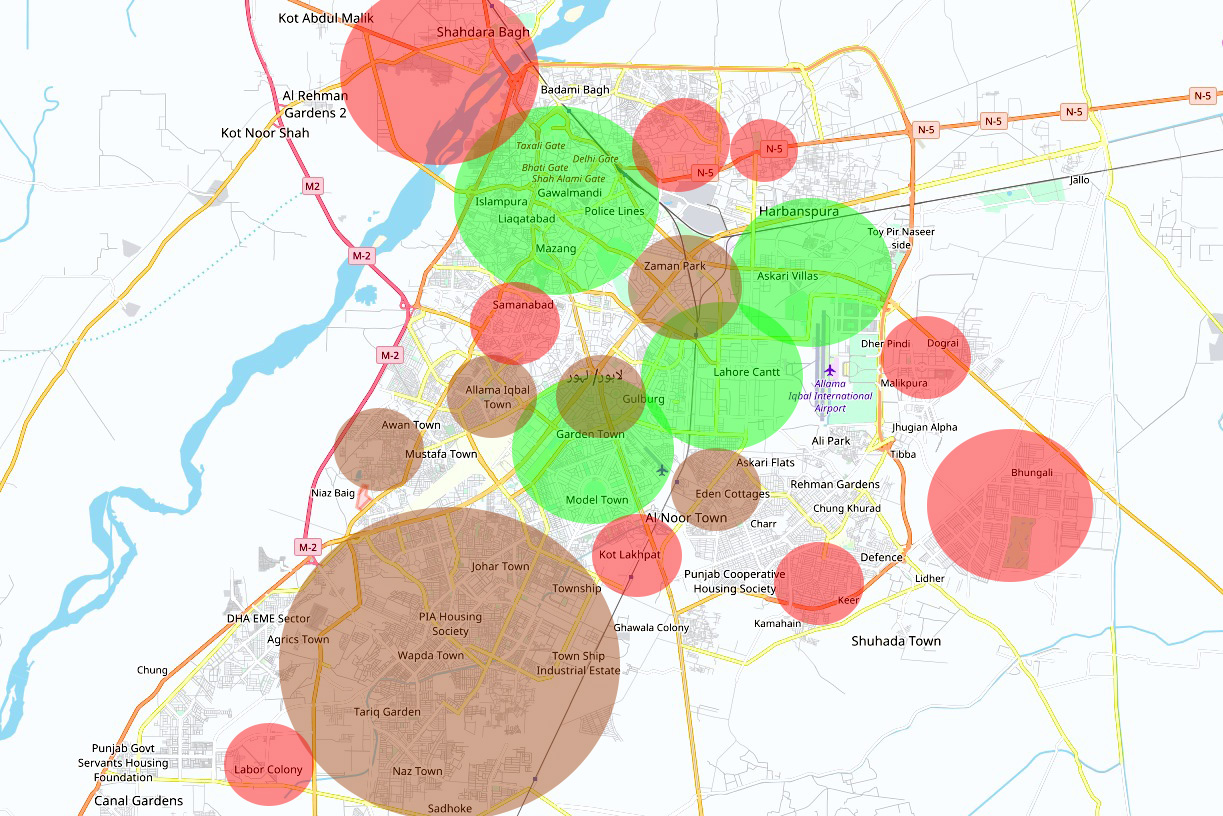 Kot Abdul Malik
Shahdara Bagh
Badami Bagh
Al Rehman
Gardens 2
Kot Noor Shah
N-5
N-5
N-5
N-5
N-5
N-5
Taxali Gate
Delhi Gate
Bhati Gate
Shah Alami Gate
Gawalmandi
Islampura
Liaqatabad
Police Lines
Mazang
M2
Jallo
Harbanspura
Toy Pir Naseer
side
M-2
Zaman Park
Askari Villas
Samanabad
Dher Pindi
Dograi
M-2
لاہور/ لہور
Lahore Cantt
Malikpura
Allama
Iqbal International
Airport
Allama Iqbal
Town
Gulburg
Awan Town
Garden Town
Jhugian Alpha
Ali Park
Mustafa Town
Tibba
Askari Flats
Bhungali
Rehman Gardens
Niaz Baig
Model Town
Eden Cottages
Chung Khurad
Al Noor Town
Charr
M-2
Kot Lakhpat
Defence
Johar Town
Punjab Cooperative
Housing Society
Lidher
Township
Keer
DHA EME Sector
PIA Housing
Society
Ghawala Colony
Kamahain
Agrics Town
Shuhada Town
Wapda Town
Town Ship
Industrial Estate
Chung
Tariq Garden
Punjab Govt
Servants Housing
Foundation
Labor Colony
Naz Town
Canal Gardens
Sadhoke